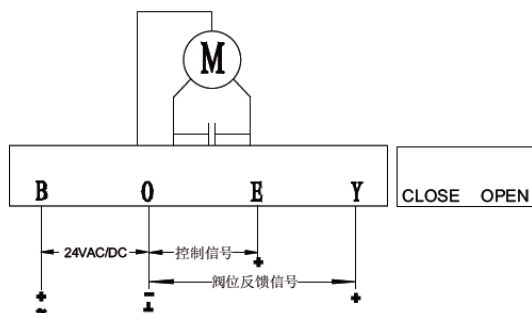 M
B O E Y
CLOSE OPEN
24VAC/DC 控制信号
+
阀位反馈信号
+ - +
~ ⊥